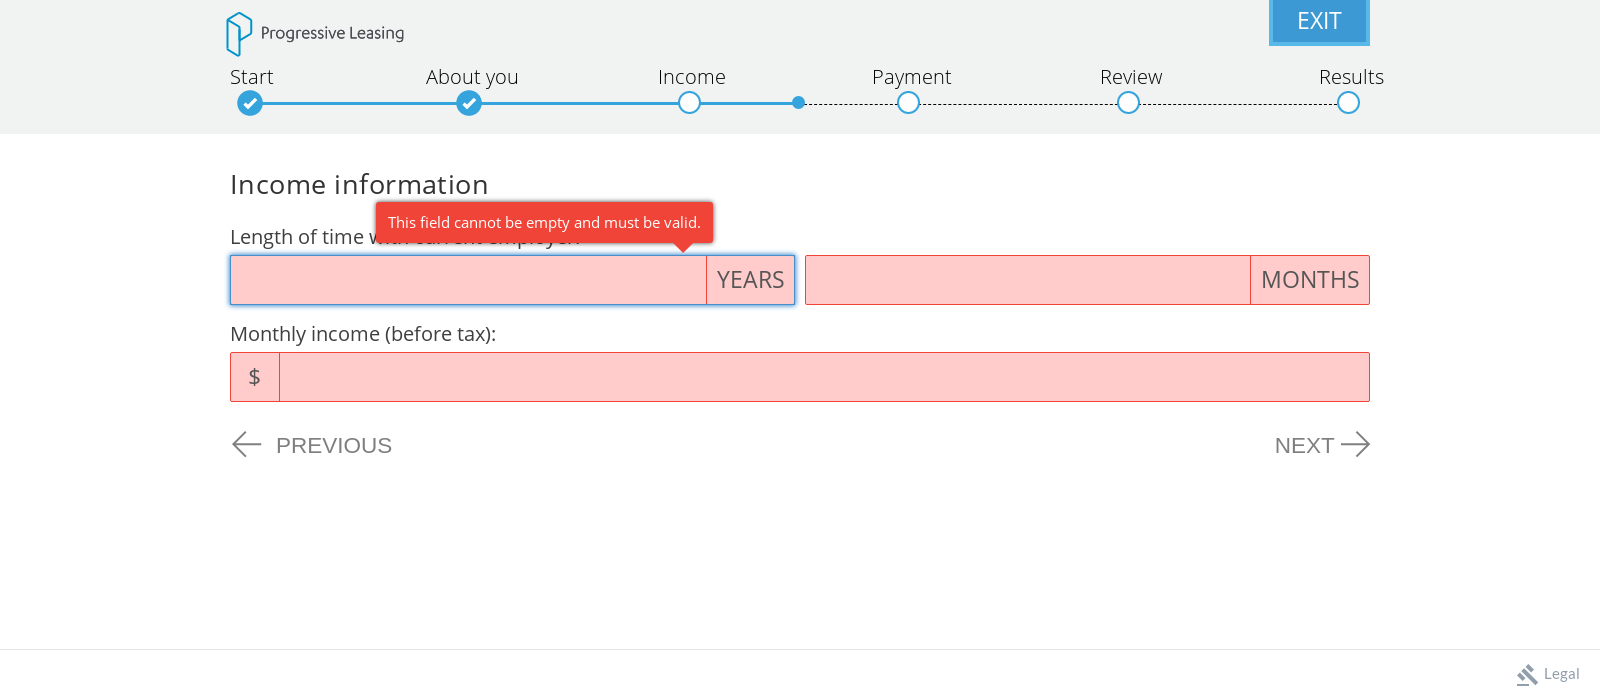 Progressive Leasing
EXIT
Start
About you
Income
Payment
Review
Results
Income information
This field cannot be empty and must be valid.
Length of time
YEARS
MONTHS
Monthly income (before tax):
$
PREVIOUS
NEXT
Legal